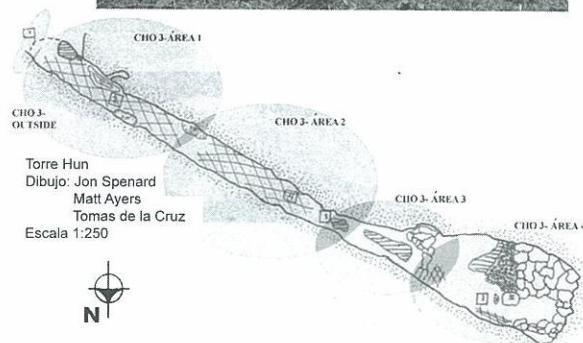 CHO 3- ÁREA 1
CHO 3-
OUTSIDE
CHO 3- ÁREA 2
Torre Hun
Dibujo: Jon Spenard
Matt Ayers
Tomas de la Cruz
Escala 1:250
CHO 3- ÁREA 3
CHO 3- ÁREA 4
N